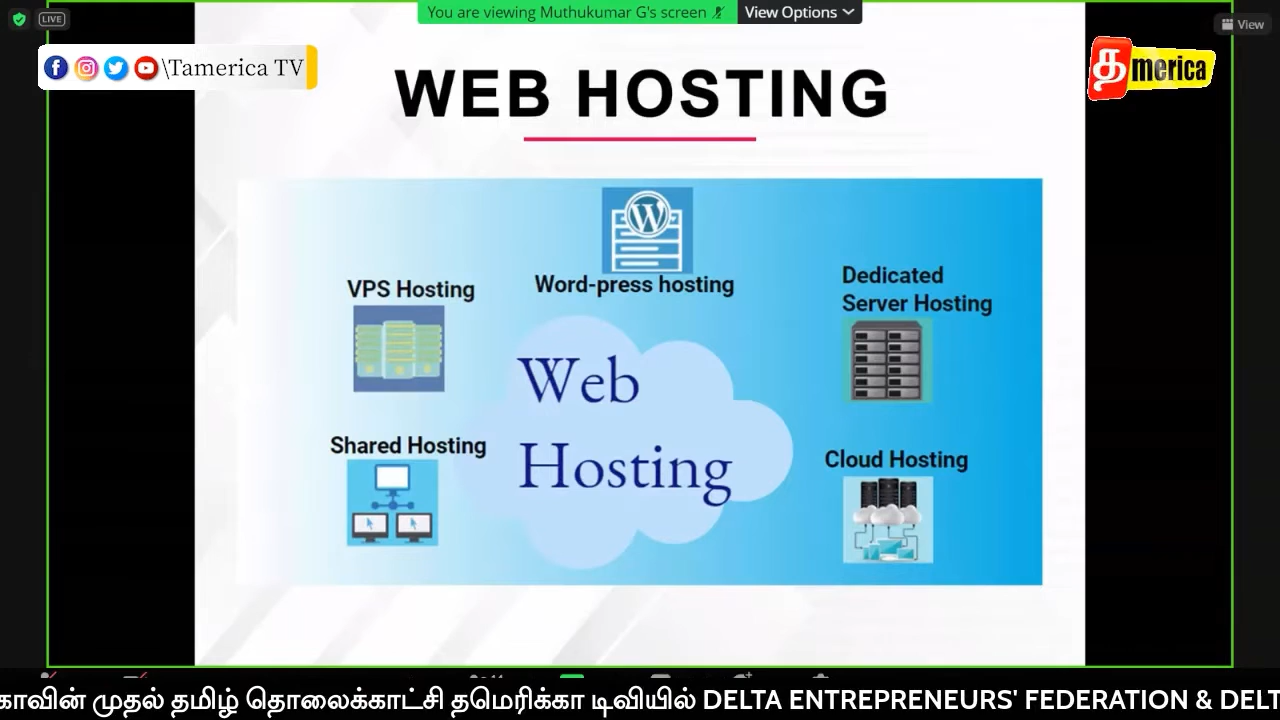 You are viewing Muthukumar G's screen
View Options
LIVE
View
\Tamerica TV
தmerica
WEB HOSTING
Word-press hosting
VPS Hosting
Dedicated
Server Hosting
Web
Hosting
Shared Hosting
Cloud Hosting
காவின் முதல் தமிழ் தொலைக்காட்சி தமெரிக்கா டிவியில் DELTA ENTREPRENEURS' FEDERATION & DELT